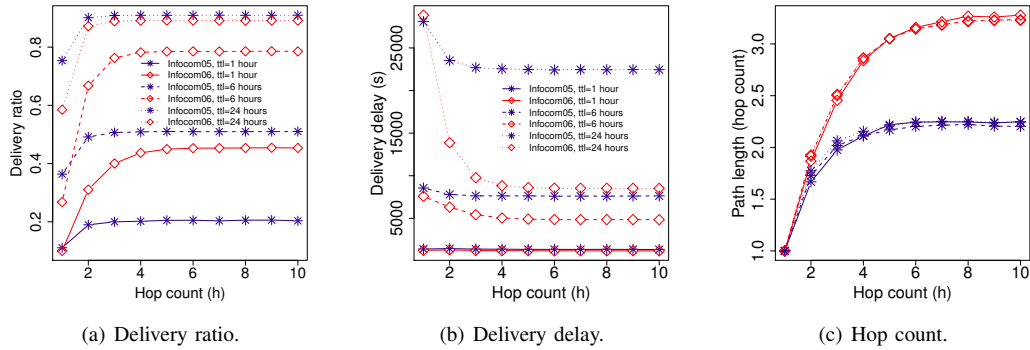 Delivery ratio
0.2
0.4
0.6
0.8
Infocom05, ttl=1 hour
Infocom06, ttl=1 hour
Infocom05, ttl=6 hours
Infocom06, ttl=6 hours
Infocom05, ttl=24 hours
Infocom06, ttl=24 hours
2 4 6 8 10
Hop count (h)
(a) Delivery ratio.
Delivery delay (s)
5000
15000
25000
Infocom05, ttl=1 hour
Infocom06, ttl=1 hour
Infocom05, ttl=6 hours
Infocom06, ttl=6 hours
Infocom05, ttl=24 hours
Infocom06, ttl=24 hours
2 4 6 8 10
Hop count (h)
(b) Delivery delay.
Path length (hop count)
1.0
1.5
2.0
2.5
3.0
2 4 6 8 10
Hop count (h)
(c) Hop count.